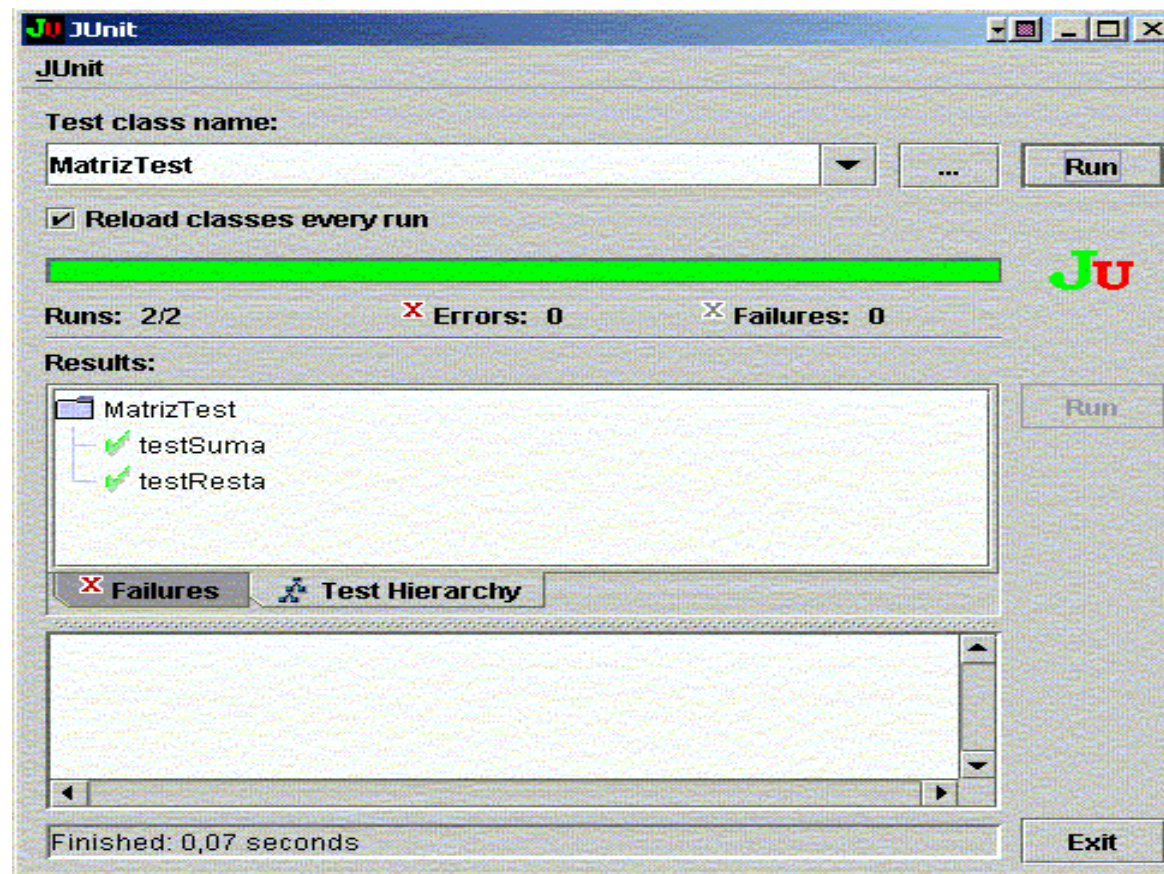 JU JUnit
JUnit
Test class name:
MatrizTest ... Run
Reload classes every run
JU
Runs: 2/2 X Errors: 0 X Failures: 0
Results:
MatrizTest Run
testSuma
testResta
X Failures Test Hierarchy
Finished: 0,07 seconds Exit